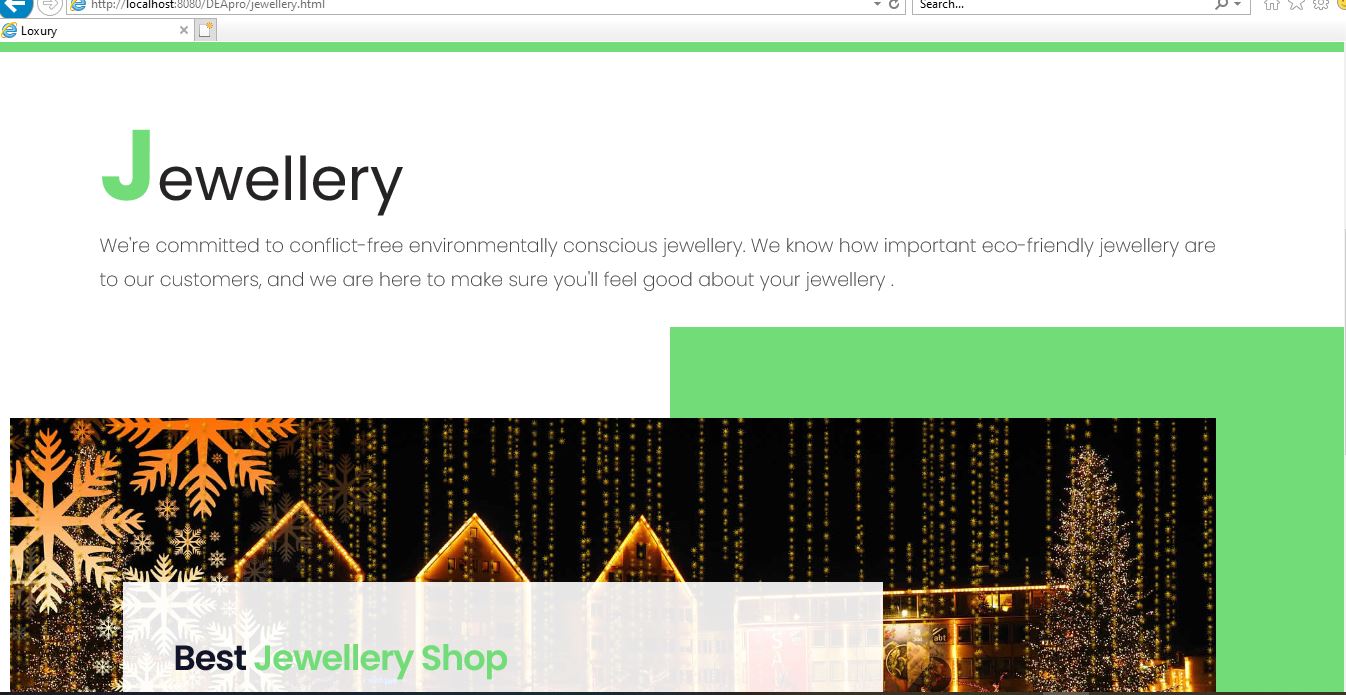 http://localhost:8080/DEApro/jewellery.html
Search...
Loxury
Jewellery
We're committed to conflict-free environmentally conscious jewellery. We know how important eco-friendly jewellery are
to our customers, and we are here to make sure you'll feel good about your jewellery .
abt
Best Jewellery Shop